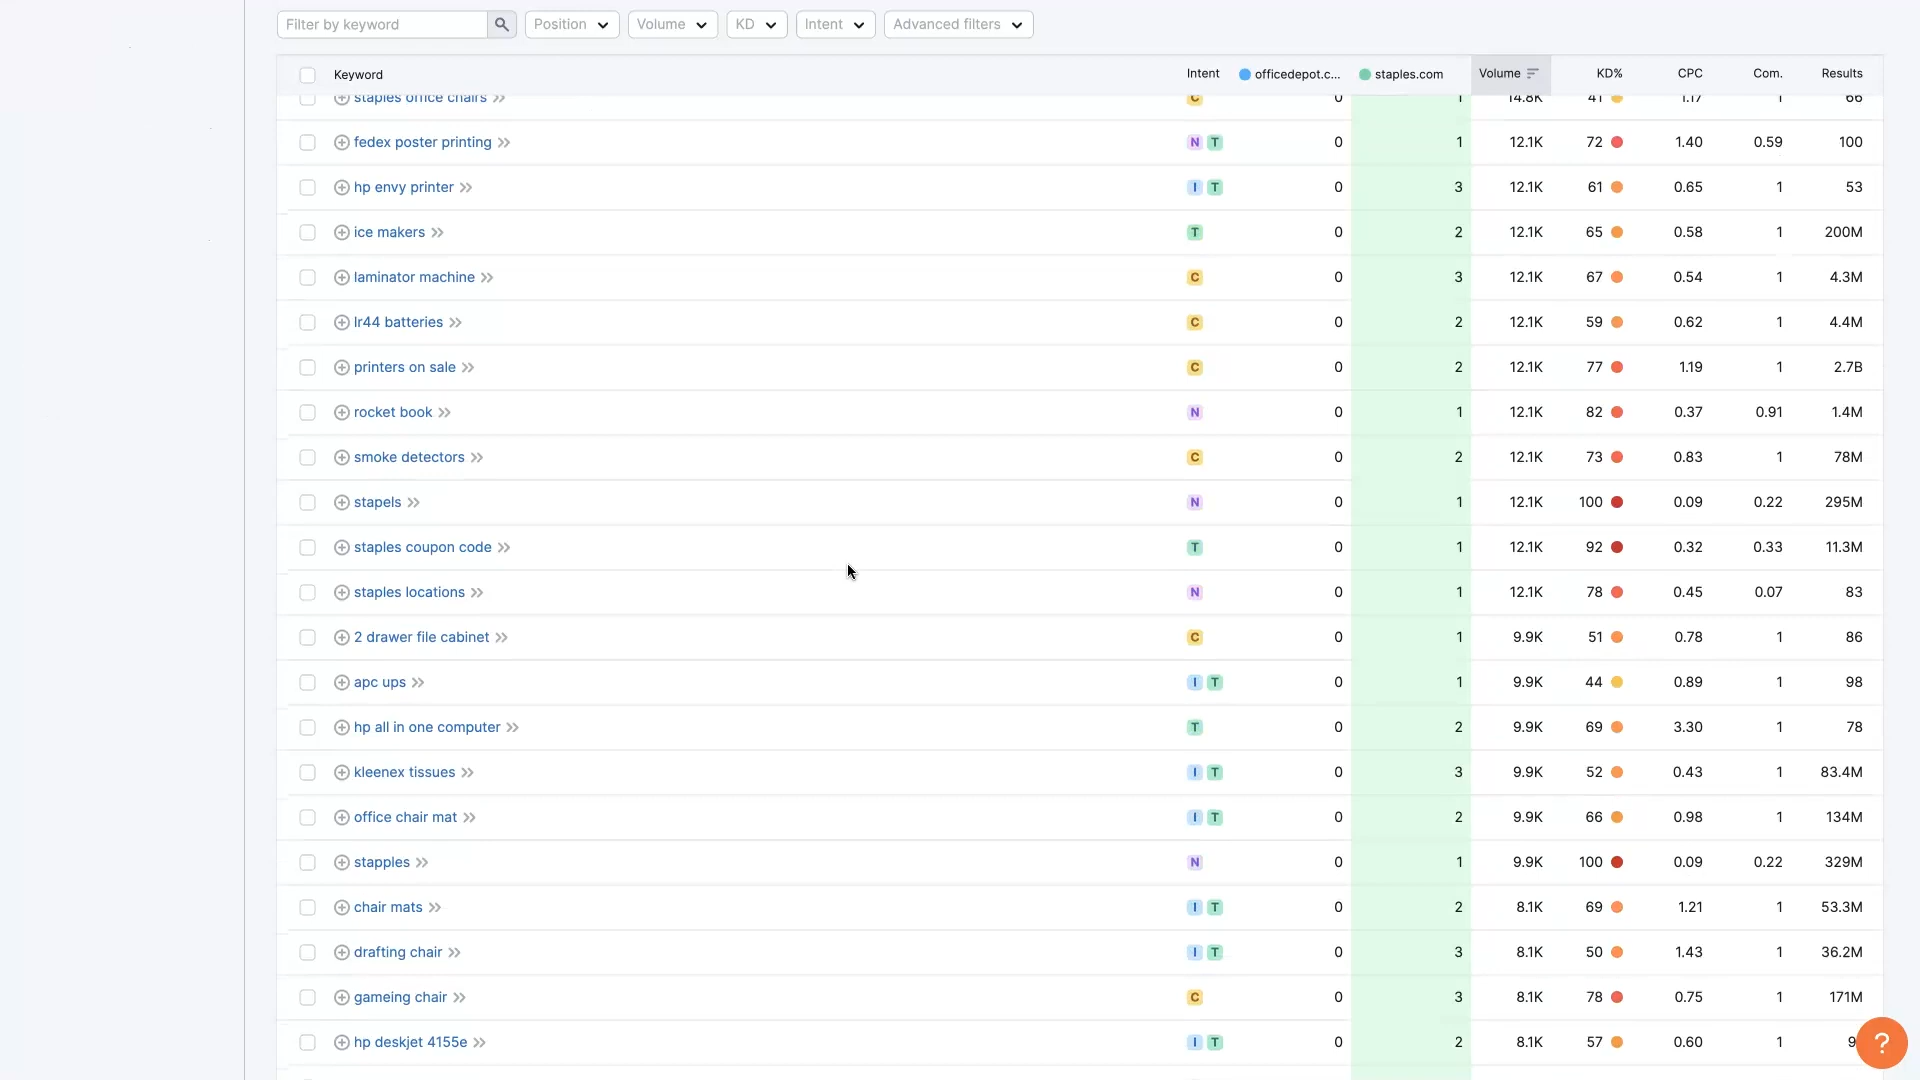 Filter by keyword Position Volume KD Intent Advanced filters
Keyword Intent officedepot.c... staples.com Volume KD% CPC Com. Results
staples office chairs C 0 1 14.8K 41 1.17 1 66
fedex poster printing N T 0 1 12.1K 72 1.40 0.59 100
hp envy printer I T 0 3 12.1K 61 0.65 1 53
ice makers T 0 2 12.1K 65 0.58 1 200M
laminator machine C 0 3 12.1K 67 0.54 1 4.3M
lr44 batteries C 0 2 12.1K 59 0.62 1 4.4M
printers on sale C 0 2 12.1K 77 1.19 1 2.7B
rocket book N 0 1 12.1K 82 0.37 0.91 1.4M
smoke detectors C 0 2 12.1K 73 0.83 1 78M
stapels N 0 1 12.1K 100 0.09 0.22 295M
staples coupon code T 0 1 12.1K 92 0.32 0.33 11.3M
staples locations N 0 1 12.1K 78 0.45 0.07 83
2 drawer file cabinet C 0 1 9.9K 51 0.78 1 86
apc ups I T 0 1 9.9K 44 0.89 1 98
hp all in one computer T 0 2 9.9K 69 3.30 1 78
kleenex tissues I T 0 3 9.9K 52 0.43 1 83.4M
office chair mat I T 0 2 9.9K 66 0.98 1 134M
stapples N 0 1 9.9K 100 0.09 0.22 329M
chair mats I T 0 2 8.1K 69 1.21 1 53.3M
drafting chair I T 0 3 8.1K 50 1.43 1 36.2M
gameing chair C 0 3 8.1K 78 0.75 1 171M
hp deskjet 4155e I T 0 2 8.1K 57 0.60 1 ?